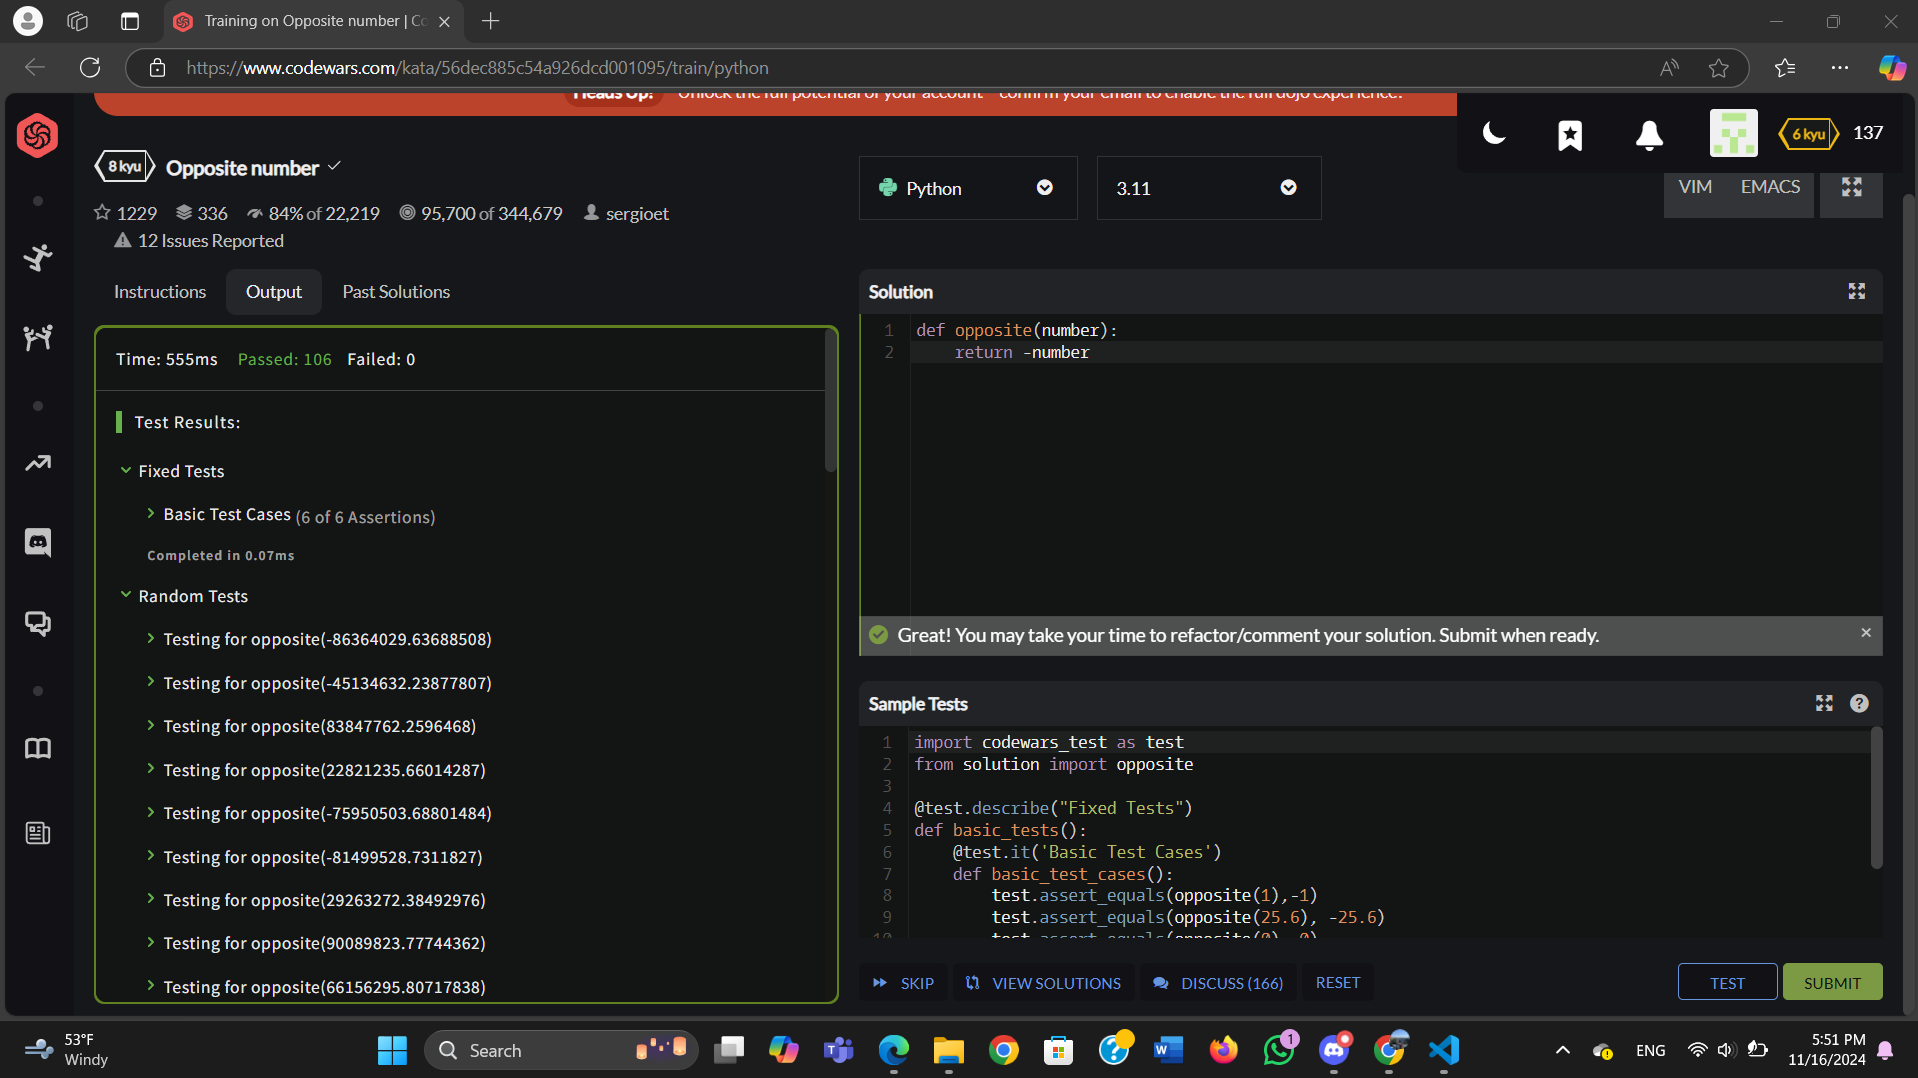 Training on Opposite number | Co
https://www.codewars.com/kata/56dec885c54a926dcd001095/train/python
Heads Up! Unlock the full potential of your account - confirm your email to enable the full dojo experience.
6 kyu 137
8 kyu Opposite number
1229 336 84% of 22,219 95,700 of 344,679 sergioet
12 Issues Reported
Python 3.11
VIM EMACS
Instructions Output Past Solutions
Time: 555ms Passed: 106 Failed: 0
Test Results:
Fixed Tests
Basic Test Cases (6 of 6 Assertions)
Completed in 0.07ms
Random Tests
Testing for opposite(-86364029.63688508)
Testing for opposite(-45134632.23877807)
Testing for opposite(83847762.2596468)
Testing for opposite(22821235.66014287)
Testing for opposite(-75950503.68801484)
Testing for opposite(-81499528.7311827)
Testing for opposite(29263272.38492976)
Testing for opposite(90089823.77744362)
Testing for opposite(66156295.80717838)
Solution
1 def opposite(number):
2 return -number
Great! You may take your time to refactor/comment your solution. Submit when ready.
Sample Tests
1 import codewars_test as test
2 from solution import opposite
3
4 @test.describe("Fixed Tests")
5 def basic_tests():
6 @test.it('Basic Test Cases')
7 def basic_test_cases():
8 test.assert_equals(opposite(1),-1)
9 test.assert_equals(opposite(25.6), -25.6)
10 test.assert_equals(opposite(0), 0)
SKIP VIEW SOLUTIONS DISCUSS (166) RESET
TEST SUBMIT
53°F
Windy
Search
1
ENG
5:51 PM
11/16/2024